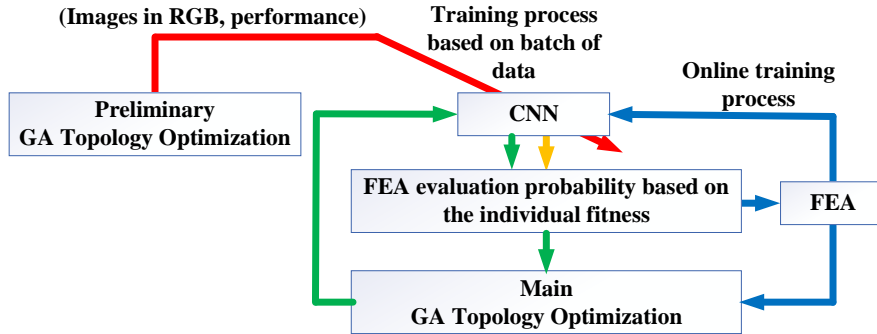 (Images in RGB, performance)
Training process
based on batch of
data
Online training
process
Preliminary
GA Topology Optimization
CNN
FEA evaluation probability based on
the individual fitness
FEA
Main
GA Topology Optimization